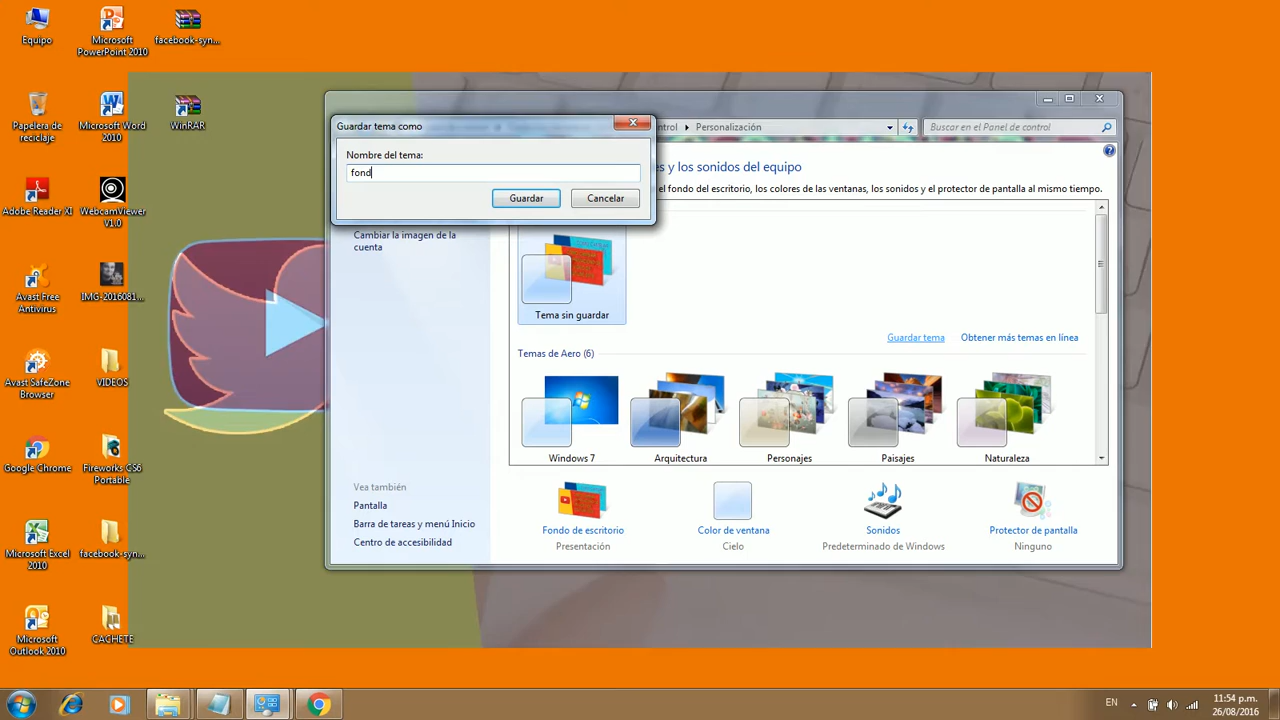 Equipo
Microsoft
PowerPoint 2010
facebook-syn...
Papelera de
reciclaje
Microsoft Word
2010
WinRAR
Adobe Reader XI
WebcamViewer
v1.0
Avast Free
Antivirus
IMG-2016081...
Avast SafeZone
Browser
VIDEOS
Google Chrome
Fireworks CS6
Portable
Microsoft Excel
2010
facebook-syn...
Microsoft
Outlook 2010
CACHETE
Guardar tema como
Nombre del tema:
fond
Guardar
Cancelar
ntrol
Personalización
Buscar en el Panel de control
es y los sonidos del equipo
el fondo del escritorio, los colores de las ventanas, los sonidos y el protector de pantalla al mismo tiempo.
Cambiar la imagen de la
cuenta
Tema sin guardar
Guardar tema
Obtener más temas en línea
Temas de Aero (6)
Windows 7
Arquitectura
Personajes
Paisajes
Naturaleza
Vea también
Pantalla
Barra de tareas y menú Inicio
Centro de accesibilidad
Fondo de escritorio
Presentación
Color de ventana
Cielo
Sonidos
Predeterminado de Windows
Protector de pantalla
Ninguno
EN
11:54 p.m.
26/08/2016